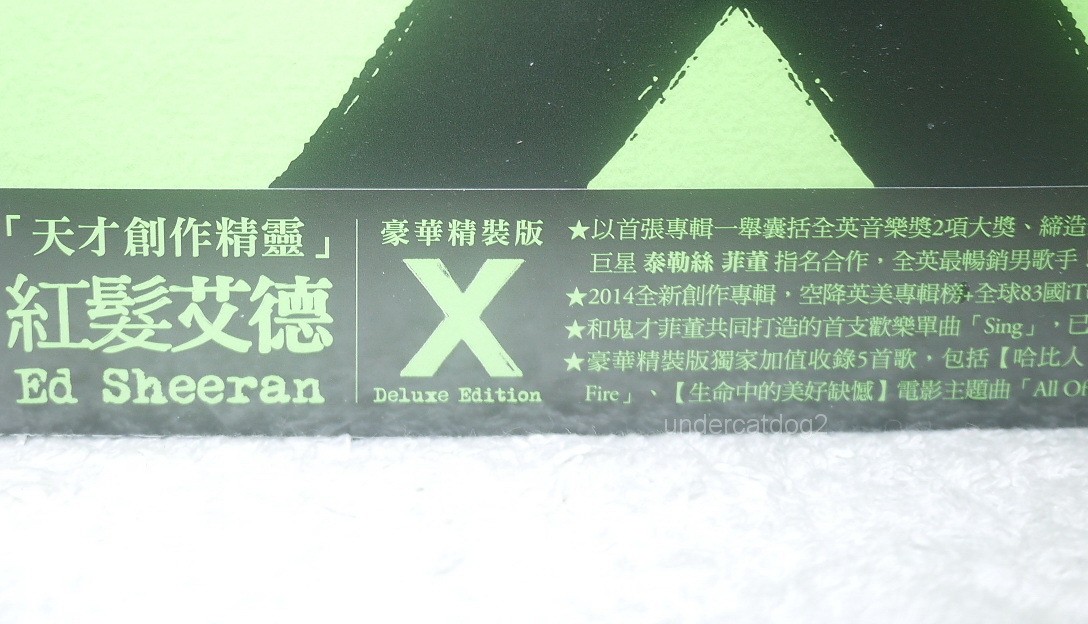 「天才創作精靈」
紅髮艾德
Ed Sheeran
豪華精裝版
X
Deluxe Edition
★以首張專輯一舉囊括全英音樂獎2項大獎、締造
巨星 泰勒絲 菲董 指名合作，全英最暢銷男歌手
★2014全新創作專輯，空降英美專輯榜+全球83國iT
★和鬼才菲董共同打造的首支歡樂單曲「Sing」，已
★豪華精裝版獨家加值收錄5首歌，包括【哈比人
Fire」、【生命中的美好缺憾】電影主題曲「All Of
undercatdog2